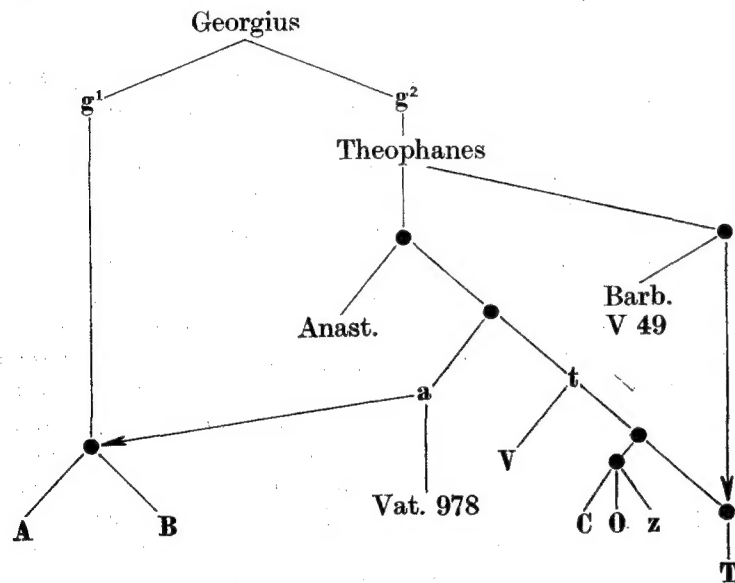 Georgius
g¹ g²
Theophanes
Anast.
Barb.
V 49
a t
V
Vat. 978
A B
C O z
T